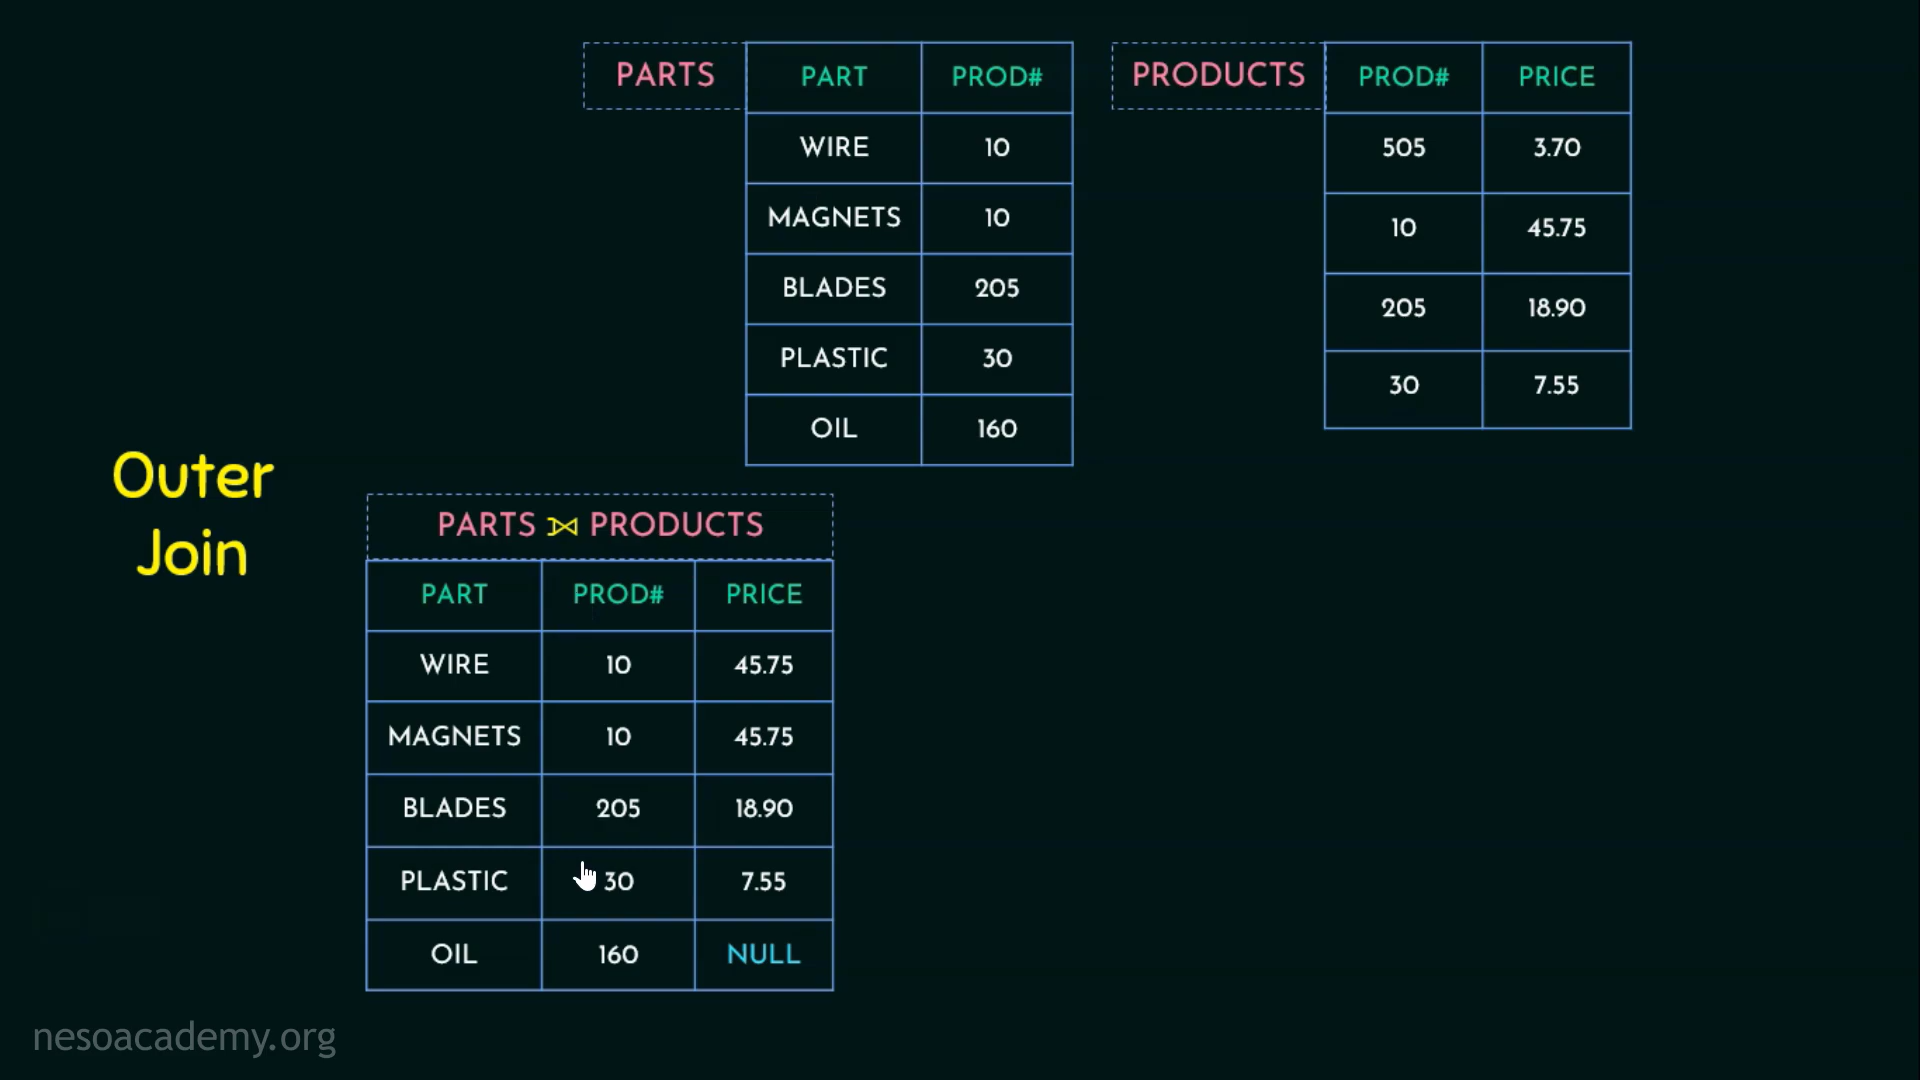 PARTS
PART PROD#
WIRE 10
MAGNETS 10
BLADES 205
PLASTIC 30
OIL 160
PRODUCTS
PROD# PRICE
505 3.70
10 45.75
205 18.90
30 7.55
Outer
Join
PARTS ⟕ PRODUCTS
PART PROD# PRICE
WIRE 10 45.75
MAGNETS 10 45.75
BLADES 205 18.90
PLASTIC 30 7.55
OIL 160 NULL
nesoacademy.org